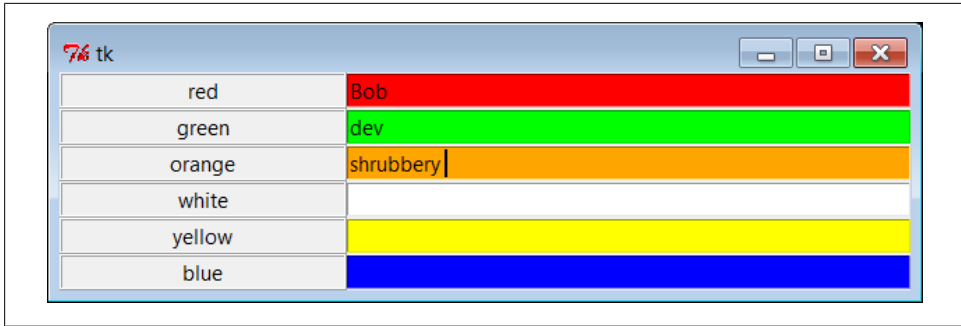 tk
red Bob
green dev
orange shrubbery
white
yellow
blue